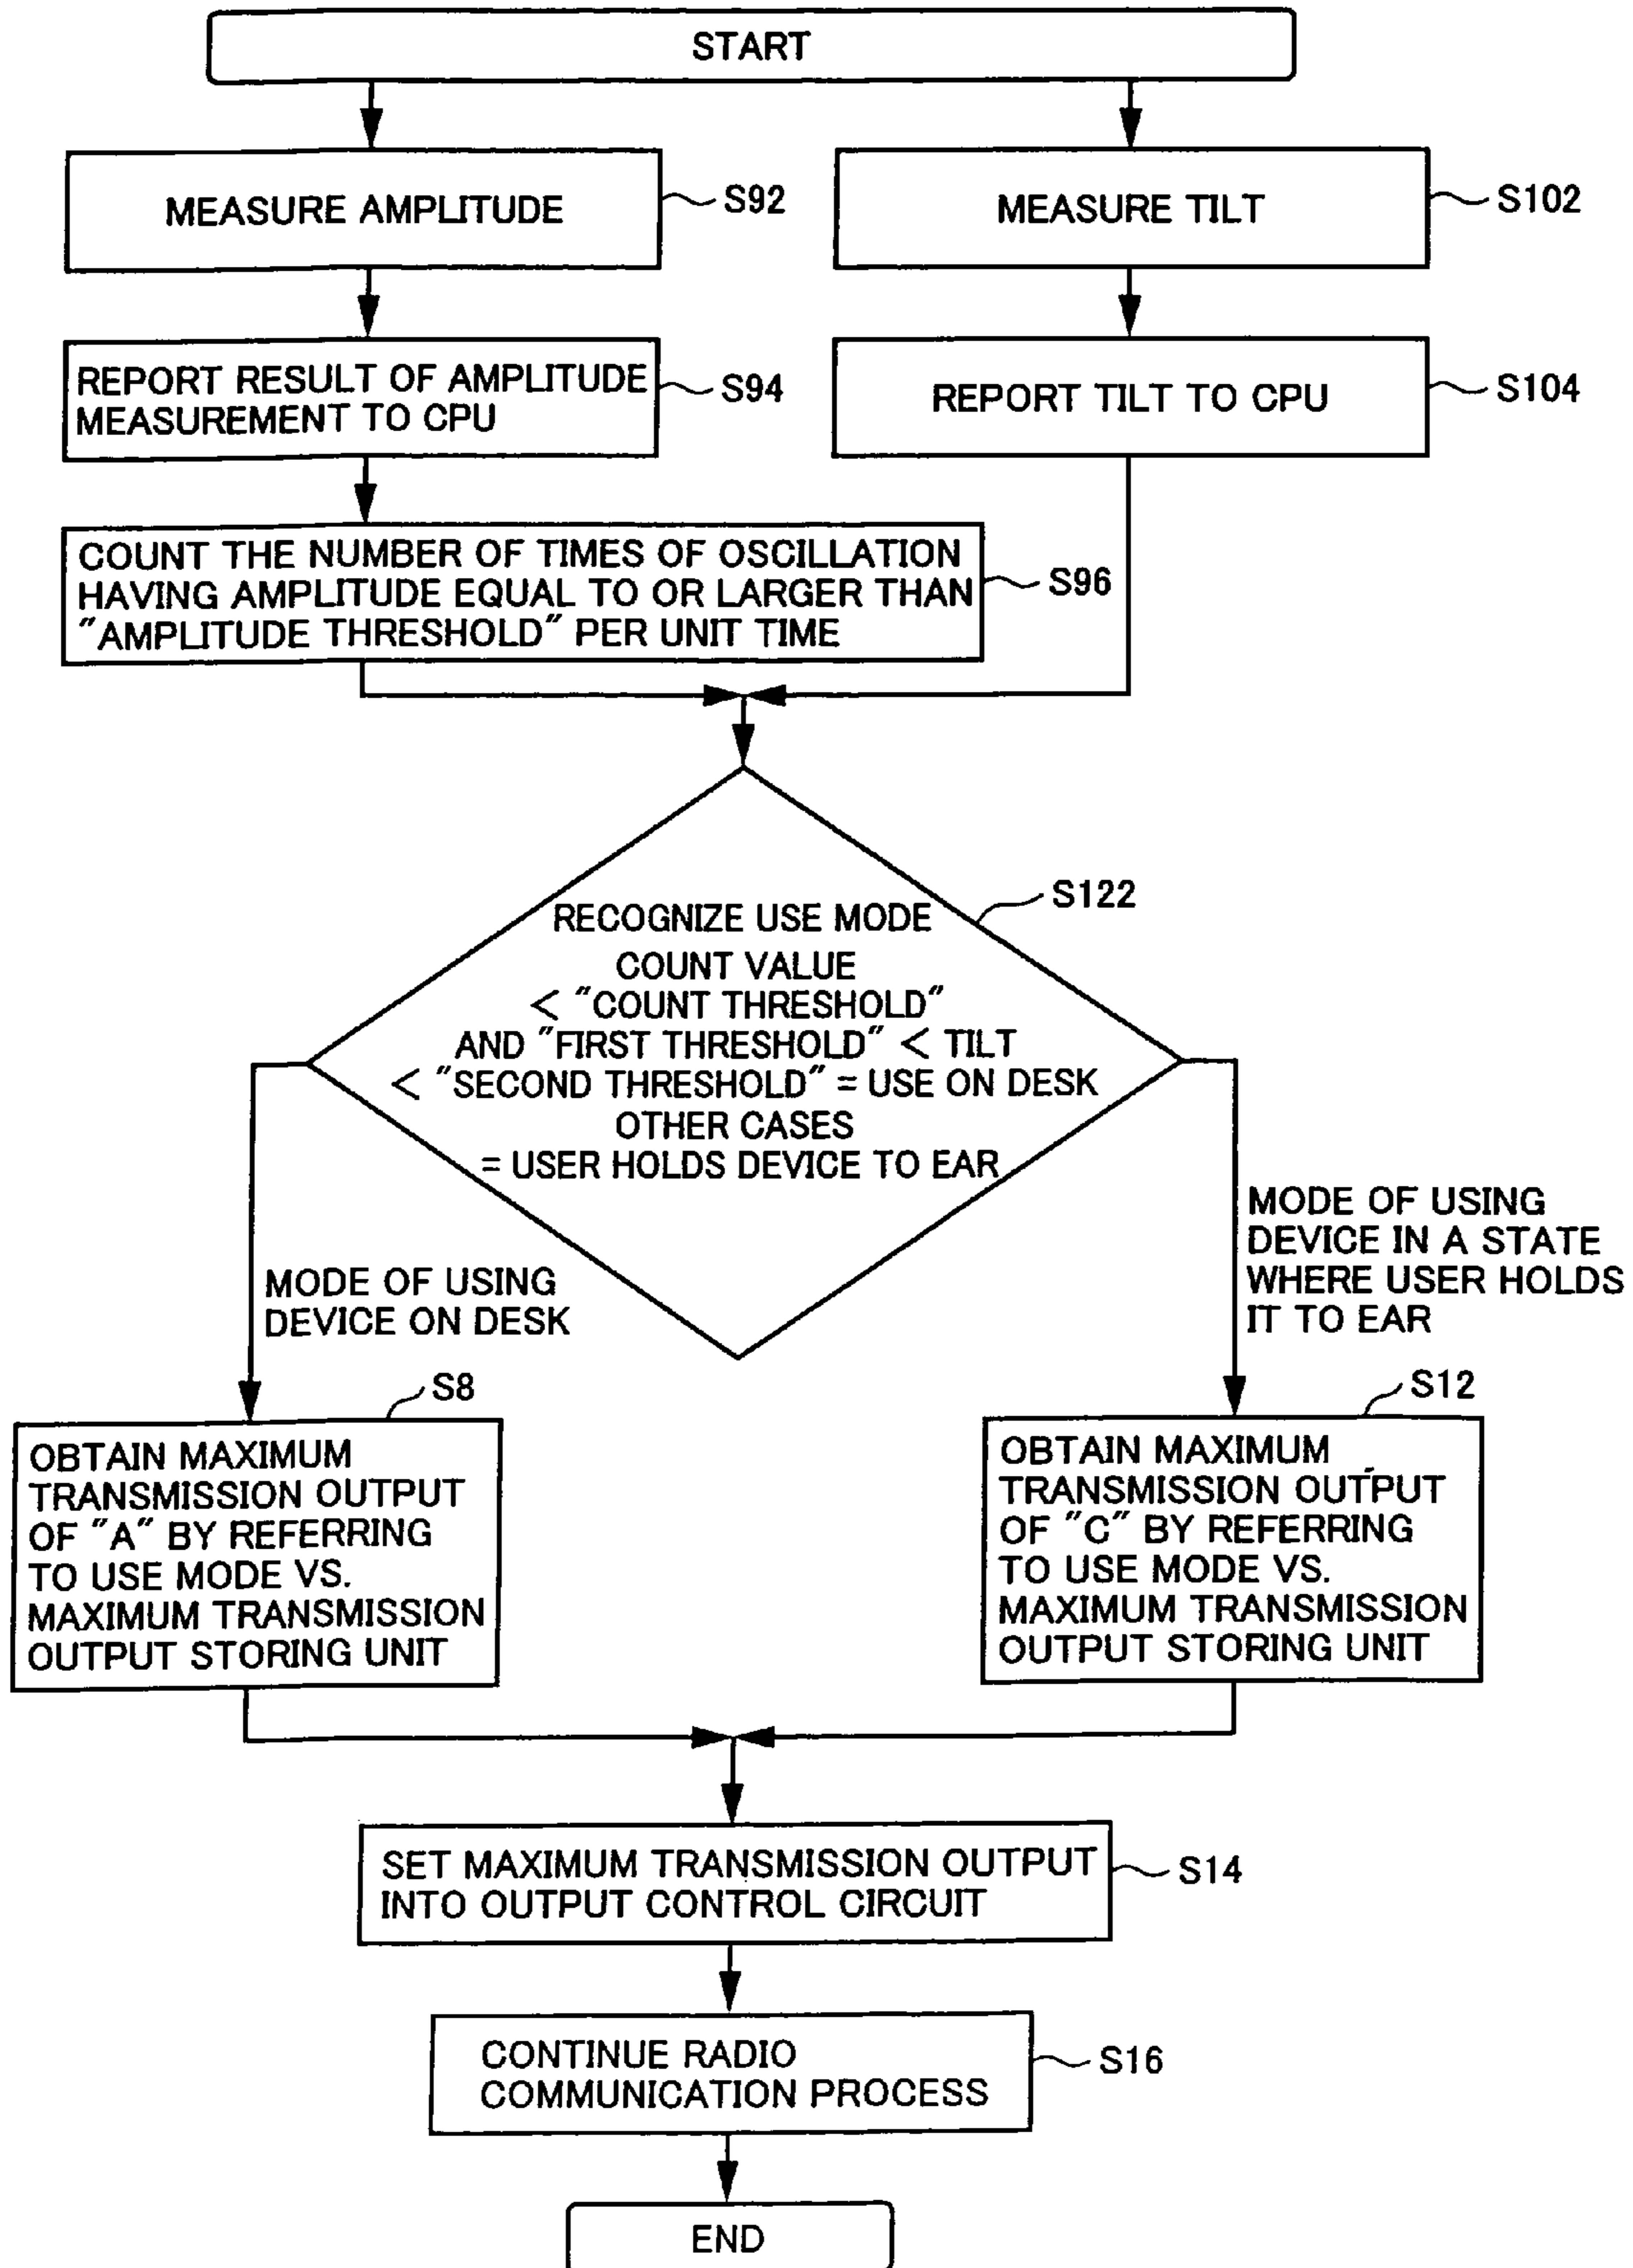 START
MEASURE AMPLITUDE
S92
MEASURE TILT
S102
REPORT RESULT OF AMPLITUDE
MEASUREMENT TO CPU
S94
REPORT TILT TO CPU
S104
COUNT THE NUMBER OF TIMES OF OSCILLATION
HAVING AMPLITUDE EQUAL TO OR LARGER THAN
"AMPLITUDE THRESHOLD" PER UNIT TIME
S96
S122
RECOGNIZE USE MODE
COUNT VALUE
< "COUNT THRESHOLD"
AND "FIRST THRESHOLD" < TILT
< "SECOND THRESHOLD" = USE ON DESK
OTHER CASES
= USER HOLDS DEVICE TO EAR
MODE OF USING
DEVICE ON DESK
MODE OF USING
DEVICE IN A STATE
WHERE USER HOLDS
IT TO EAR
S8
OBTAIN MAXIMUM
TRANSMISSION OUTPUT
OF "A" BY REFERRING
TO USE MODE VS.
MAXIMUM TRANSMISSION
OUTPUT STORING UNIT
S12
OBTAIN MAXIMUM
TRANSMISSION OUTPUT
OF "C" BY REFERRING
TO USE MODE VS.
MAXIMUM TRANSMISSION
OUTPUT STORING UNIT
SET MAXIMUM TRANSMISSION OUTPUT
INTO OUTPUT CONTROL CIRCUIT
S14
CONTINUE RADIO
COMMUNICATION PROCESS
S16
END